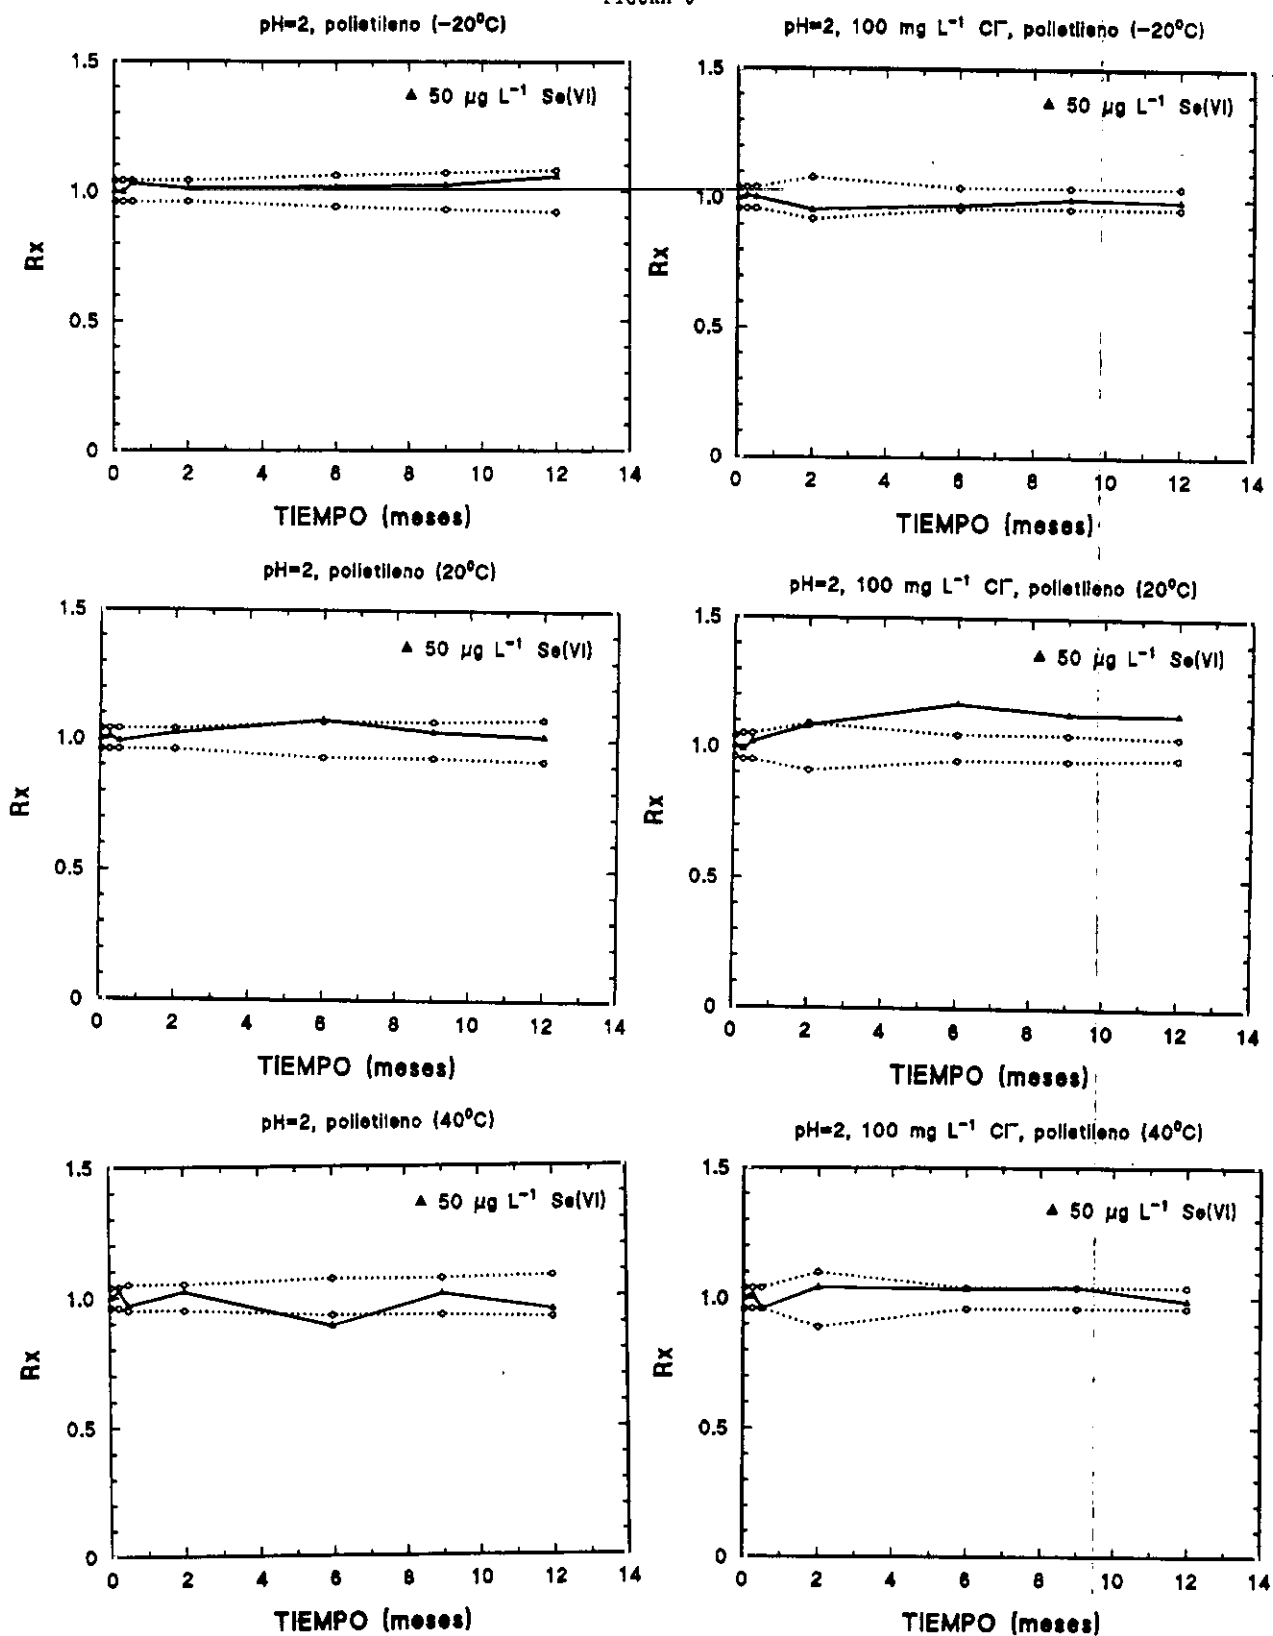 pH=2, polietileno (−20°C)
1.5
▲ 50 µg L⁻¹ Se(VI)
1.0
Rx
0.5
0
0 2 4 6 8 10 12 14
TIEMPO (meses)
pH=2, 100 mg L⁻¹ Cl⁻, polietileno (−20°C)
1.5
▲ 50 µg L⁻¹ Se(VI)
1.0
Rx
0.5
0
0 2 4 6 8 10 12 14
TIEMPO (meses)
pH=2, polietileno (20°C)
1.5
▲ 50 µg L⁻¹ Se(VI)
1.0
Rx
0.5
0
0 2 4 6 8 10 12 14
TIEMPO (meses)
pH=2, 100 mg L⁻¹ Cl⁻, polietileno (20°C)
1.5
▲ 50 µg L⁻¹ Se(VI)
1.0
Rx
0.5
0
0 2 4 6 8 10 12 14
TIEMPO (meses)
pH=2, polietileno (40°C)
1.5
▲ 50 µg L⁻¹ Se(VI)
1.0
Rx
0.5
0
0 2 4 6 8 10 12 14
TIEMPO (meses)
pH=2, 100 mg L⁻¹ Cl⁻, polietileno (40°C)
1.5
▲ 50 µg L⁻¹ Se(VI)
1.0
Rx
0.5
0
0 2 4 6 8 10 12 14
TIEMPO (meses)